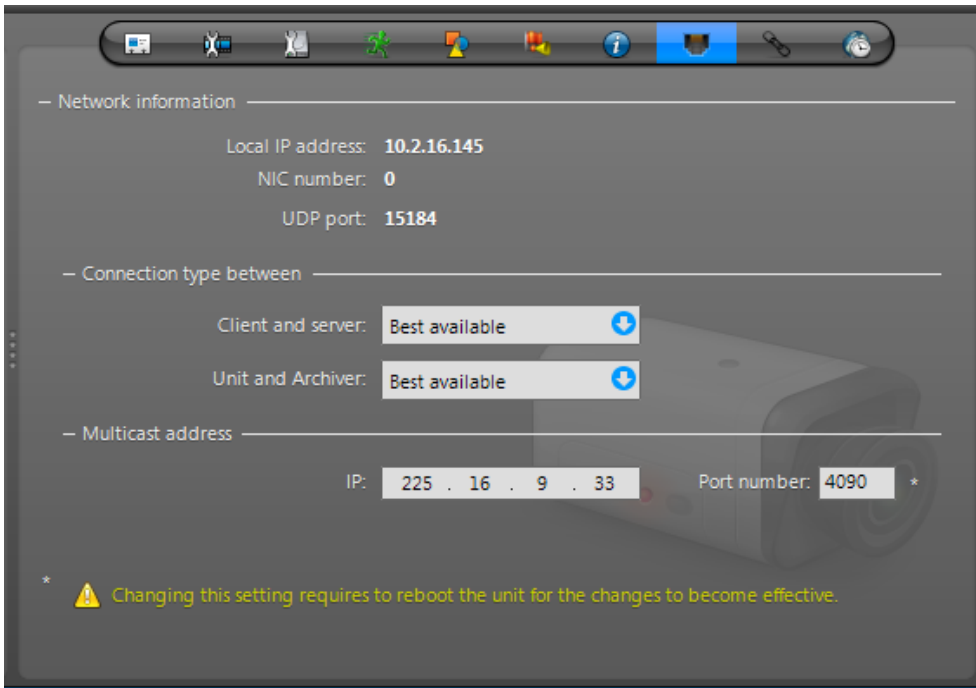 Network information
Local IP address: 10.2.16.145
NIC number: 0
UDP port: 15184
Connection type between
Client and server: Best available
Unit and Archiver: Best available
Multicast address
IP: 225 . 16 . 9 . 33 Port number: 4090 *
* Changing this setting requires to reboot the unit for the changes to become effective.